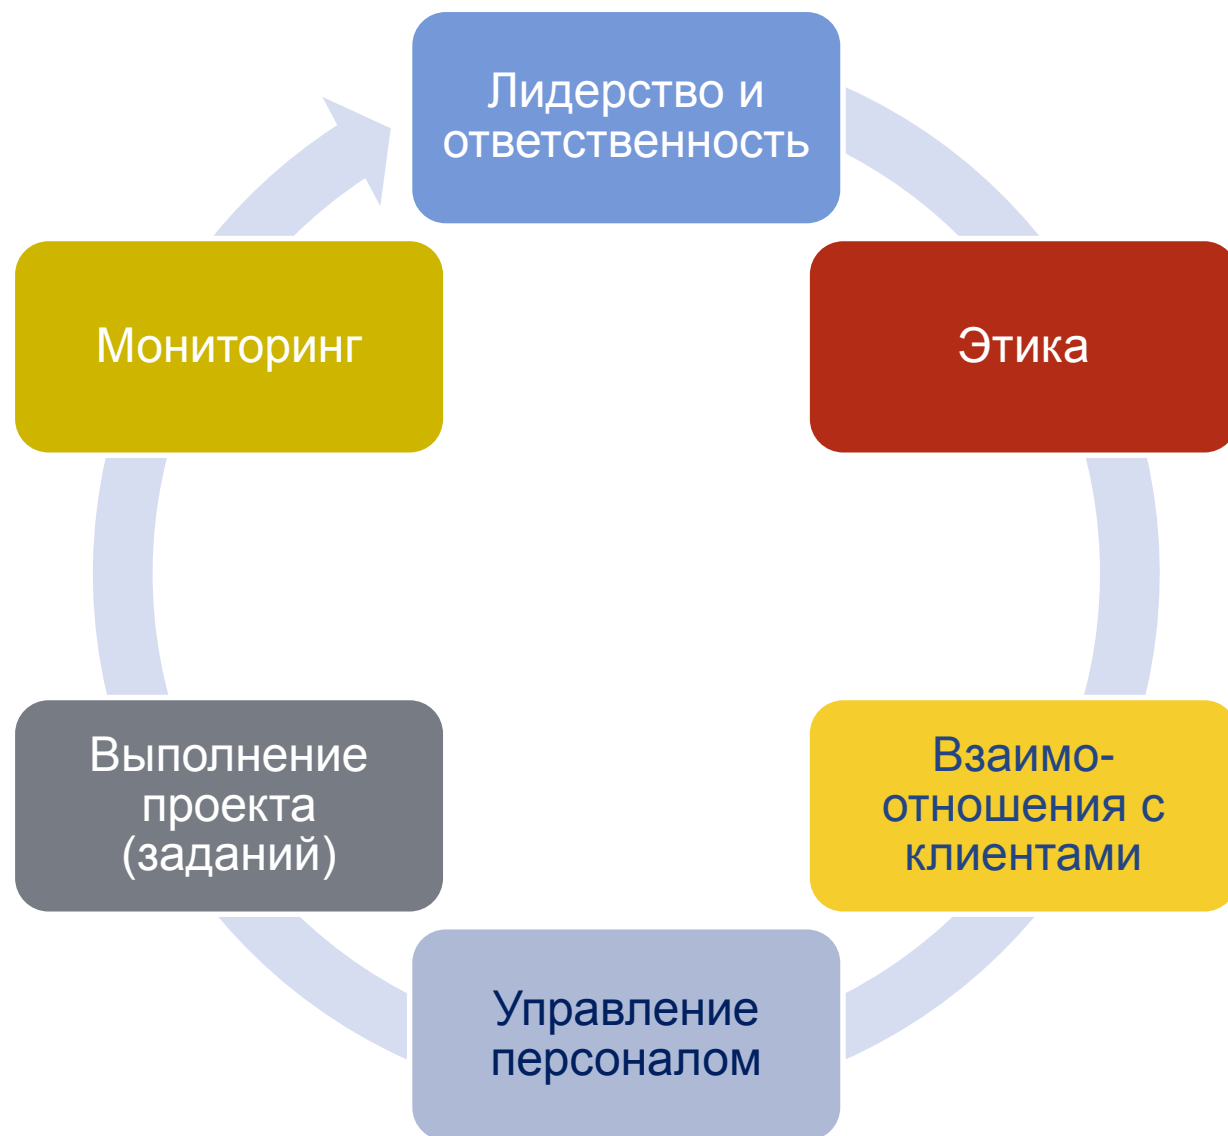 Лидерство и
ответственность
Этика
Взаимо-
отношения с
клиентами
Управление
персоналом
Выполнение
проекта
(заданий)
Мониторинг